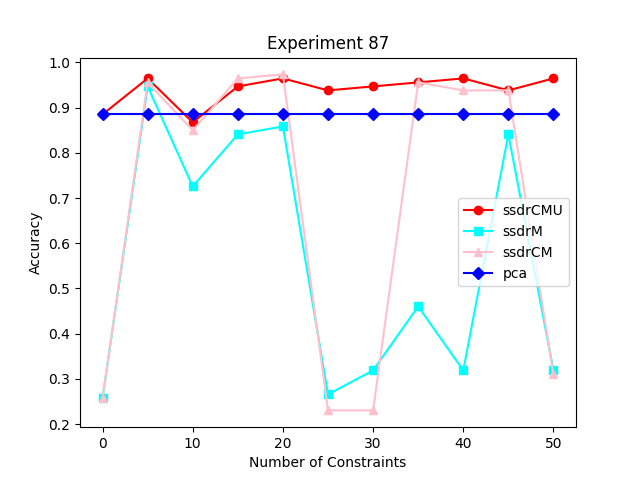 Experiment 87
Accuracy
1.0
0.9
0.8
0.7
0.6
0.5
0.4
0.3
0.2
ssdrCMU
ssdrM
ssdrCM
pca
0 10 20 30 40 50
Number of Constraints